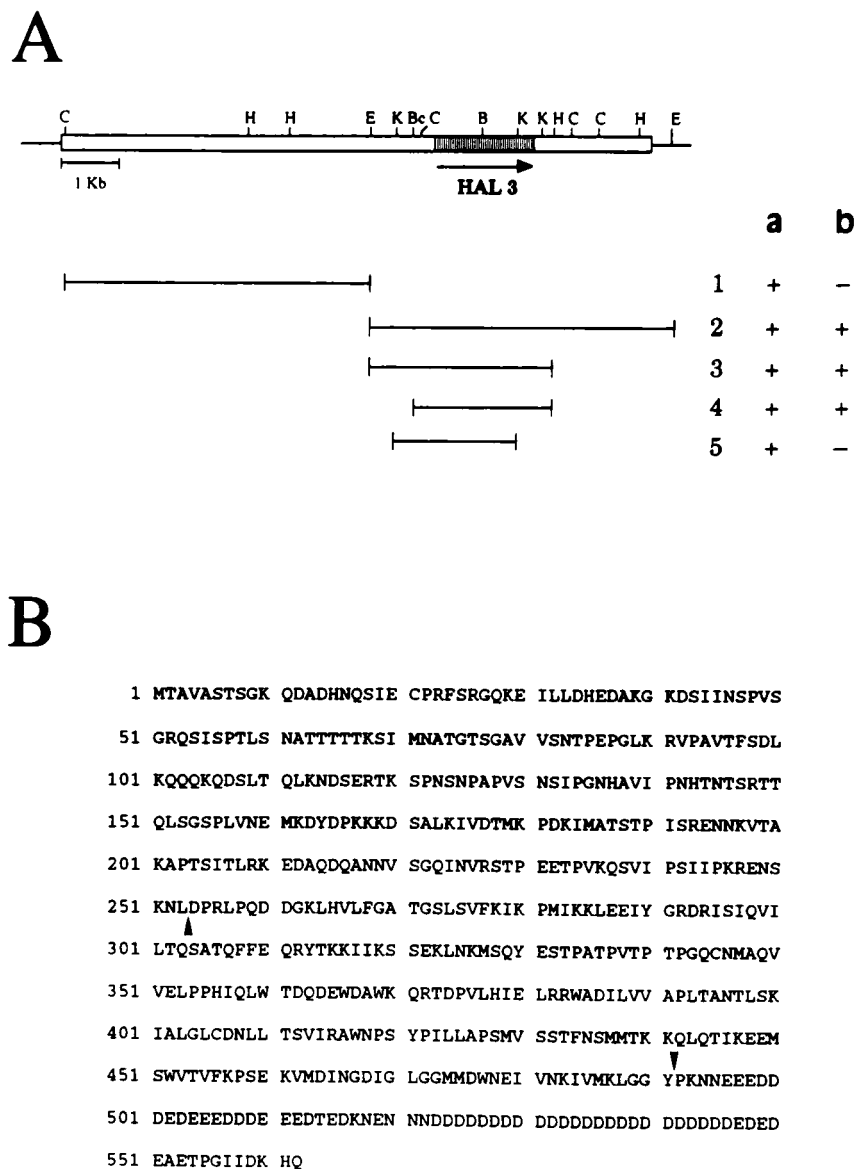 A
C H H E K Bc C B K K H C C H E
1 Kb
HAL 3
a b
1 + −
2 + +
3 + +
4 + +
5 + −
B
1 MTAVASTSGK QDADHNQSIE CPRFSRGQKE ILLDHEDAKG KDSIINSPVS
51 GRQSISPTLS NATTTTTKSI MNATGTSGAV VSNTPEPGLK RVPAVTFSDL
101 KQQQKQDSLT QLKNDSERTK SPNSNPAPVS NSIPGNHAVI PNHTNTSRTT
151 QLSGSPLVNE MKDYDPKKKD SALKIVDTMK PDKIMATSTP ISRENNKVTA
201 KAPTSITLRK EDAQDQANNV SGQINVRSTP EETPVKQSVI PSIIPKRENS
251 KNLDPRLPQD DGKLHVLFGA TGSLSVFKIK PMIKKLEEIY GRDRISIQVI
301 LTQSATQFFE QRYTKKIIKS SEKLNKMSQY ESTPATPVTP TPGQCNMAQV
351 VELPPHIQLW TDQDEWDAWK QRTDPVLHIE LRRWADILVV APLTANTLSK
401 IALGLCDNLL TSVIRAWNPS YPILLAPSMV SSTFNSMMTK KQLQTIKEEM
451 SWVTVFKPSE KVMDINGDIG LGGMMDWNEI VNKIVMKLGG YPKNNEEEDD
501 DEDEEEDDDE EEDTEDKNEN NNDDDDDDDD DDDDDDDDDD DDDDDDEDED
551 EAETPGIIDK HQ